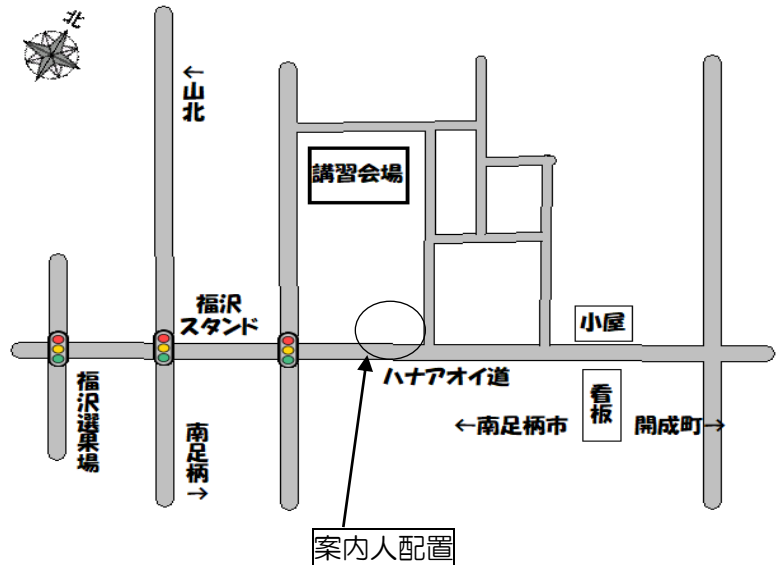 北
←山北
講習会場
福沢
スタンド
小屋
ハナアオイ道
福沢選果場
看板
←南足柄市
開成町→
南足柄→
案内人配置